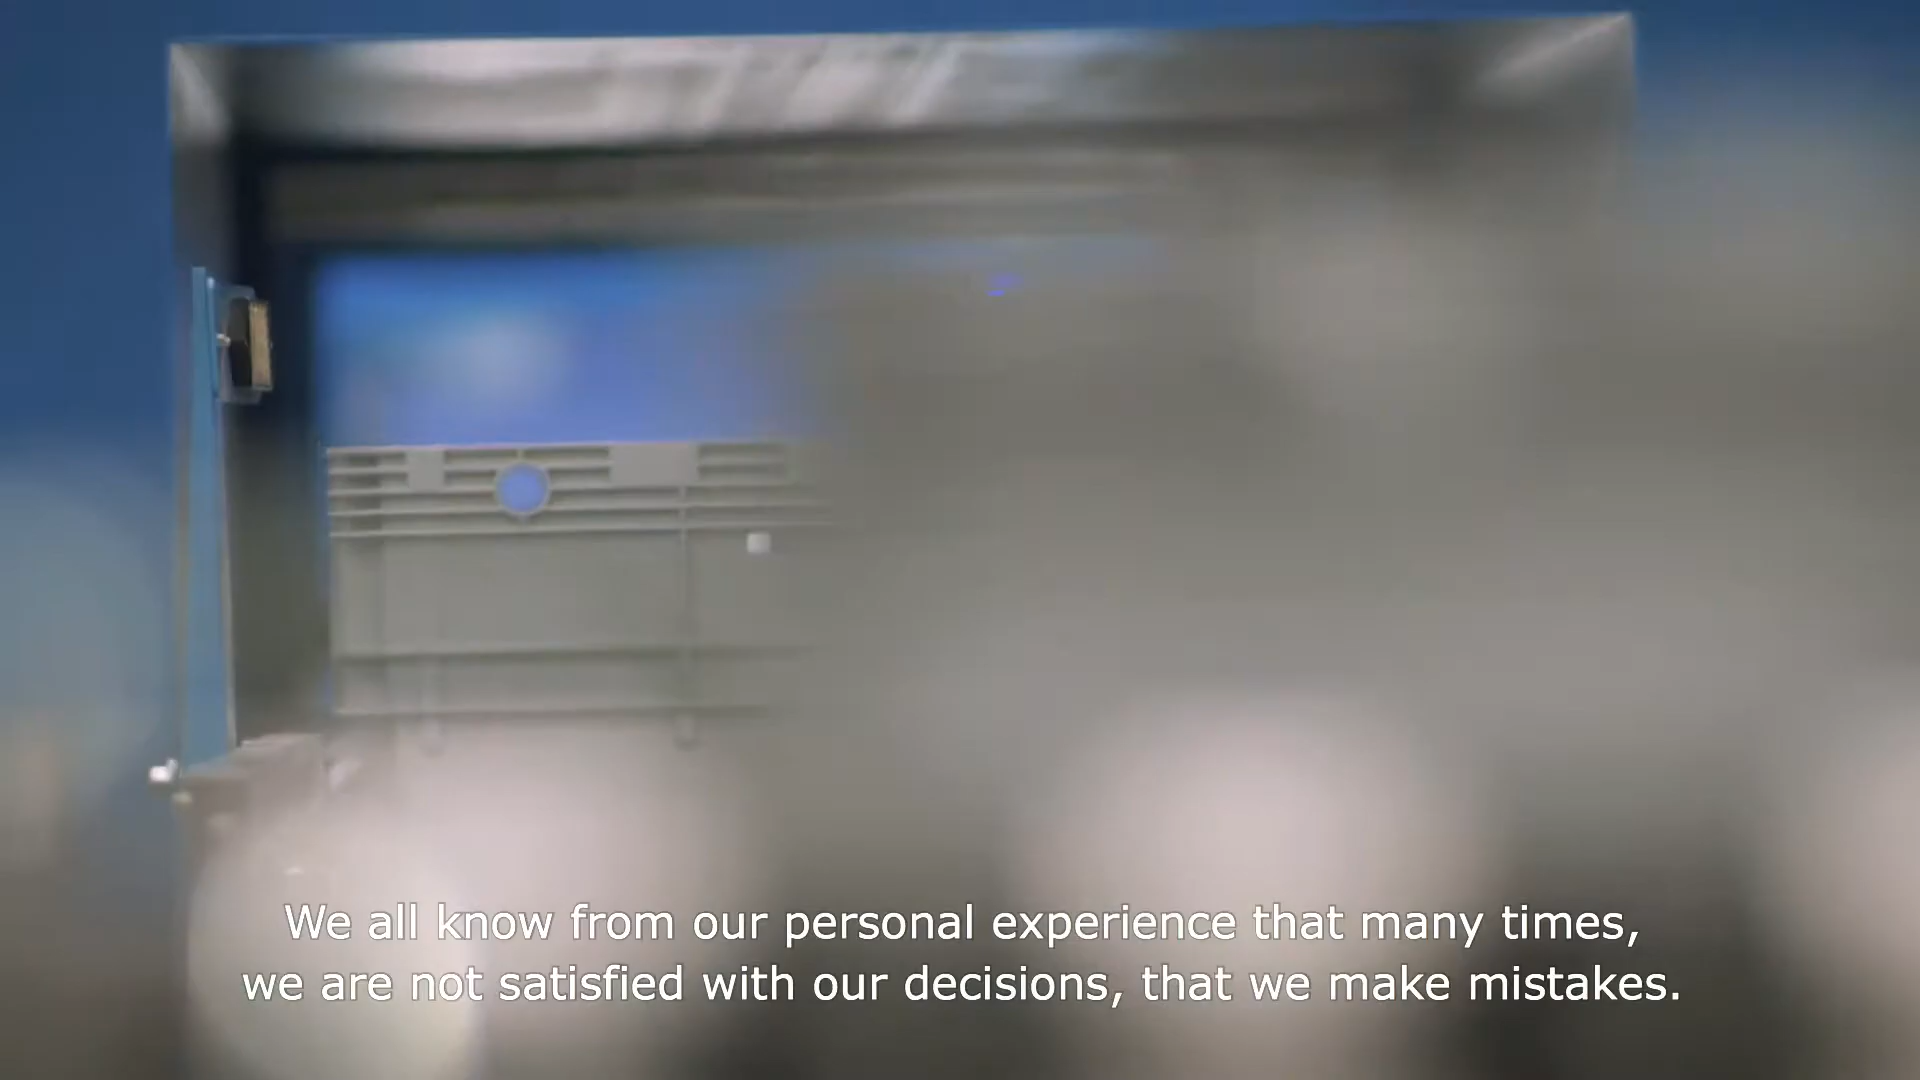 We all know from our personal experience that many times,
we are not satisfied with our decisions, that we make mistakes.